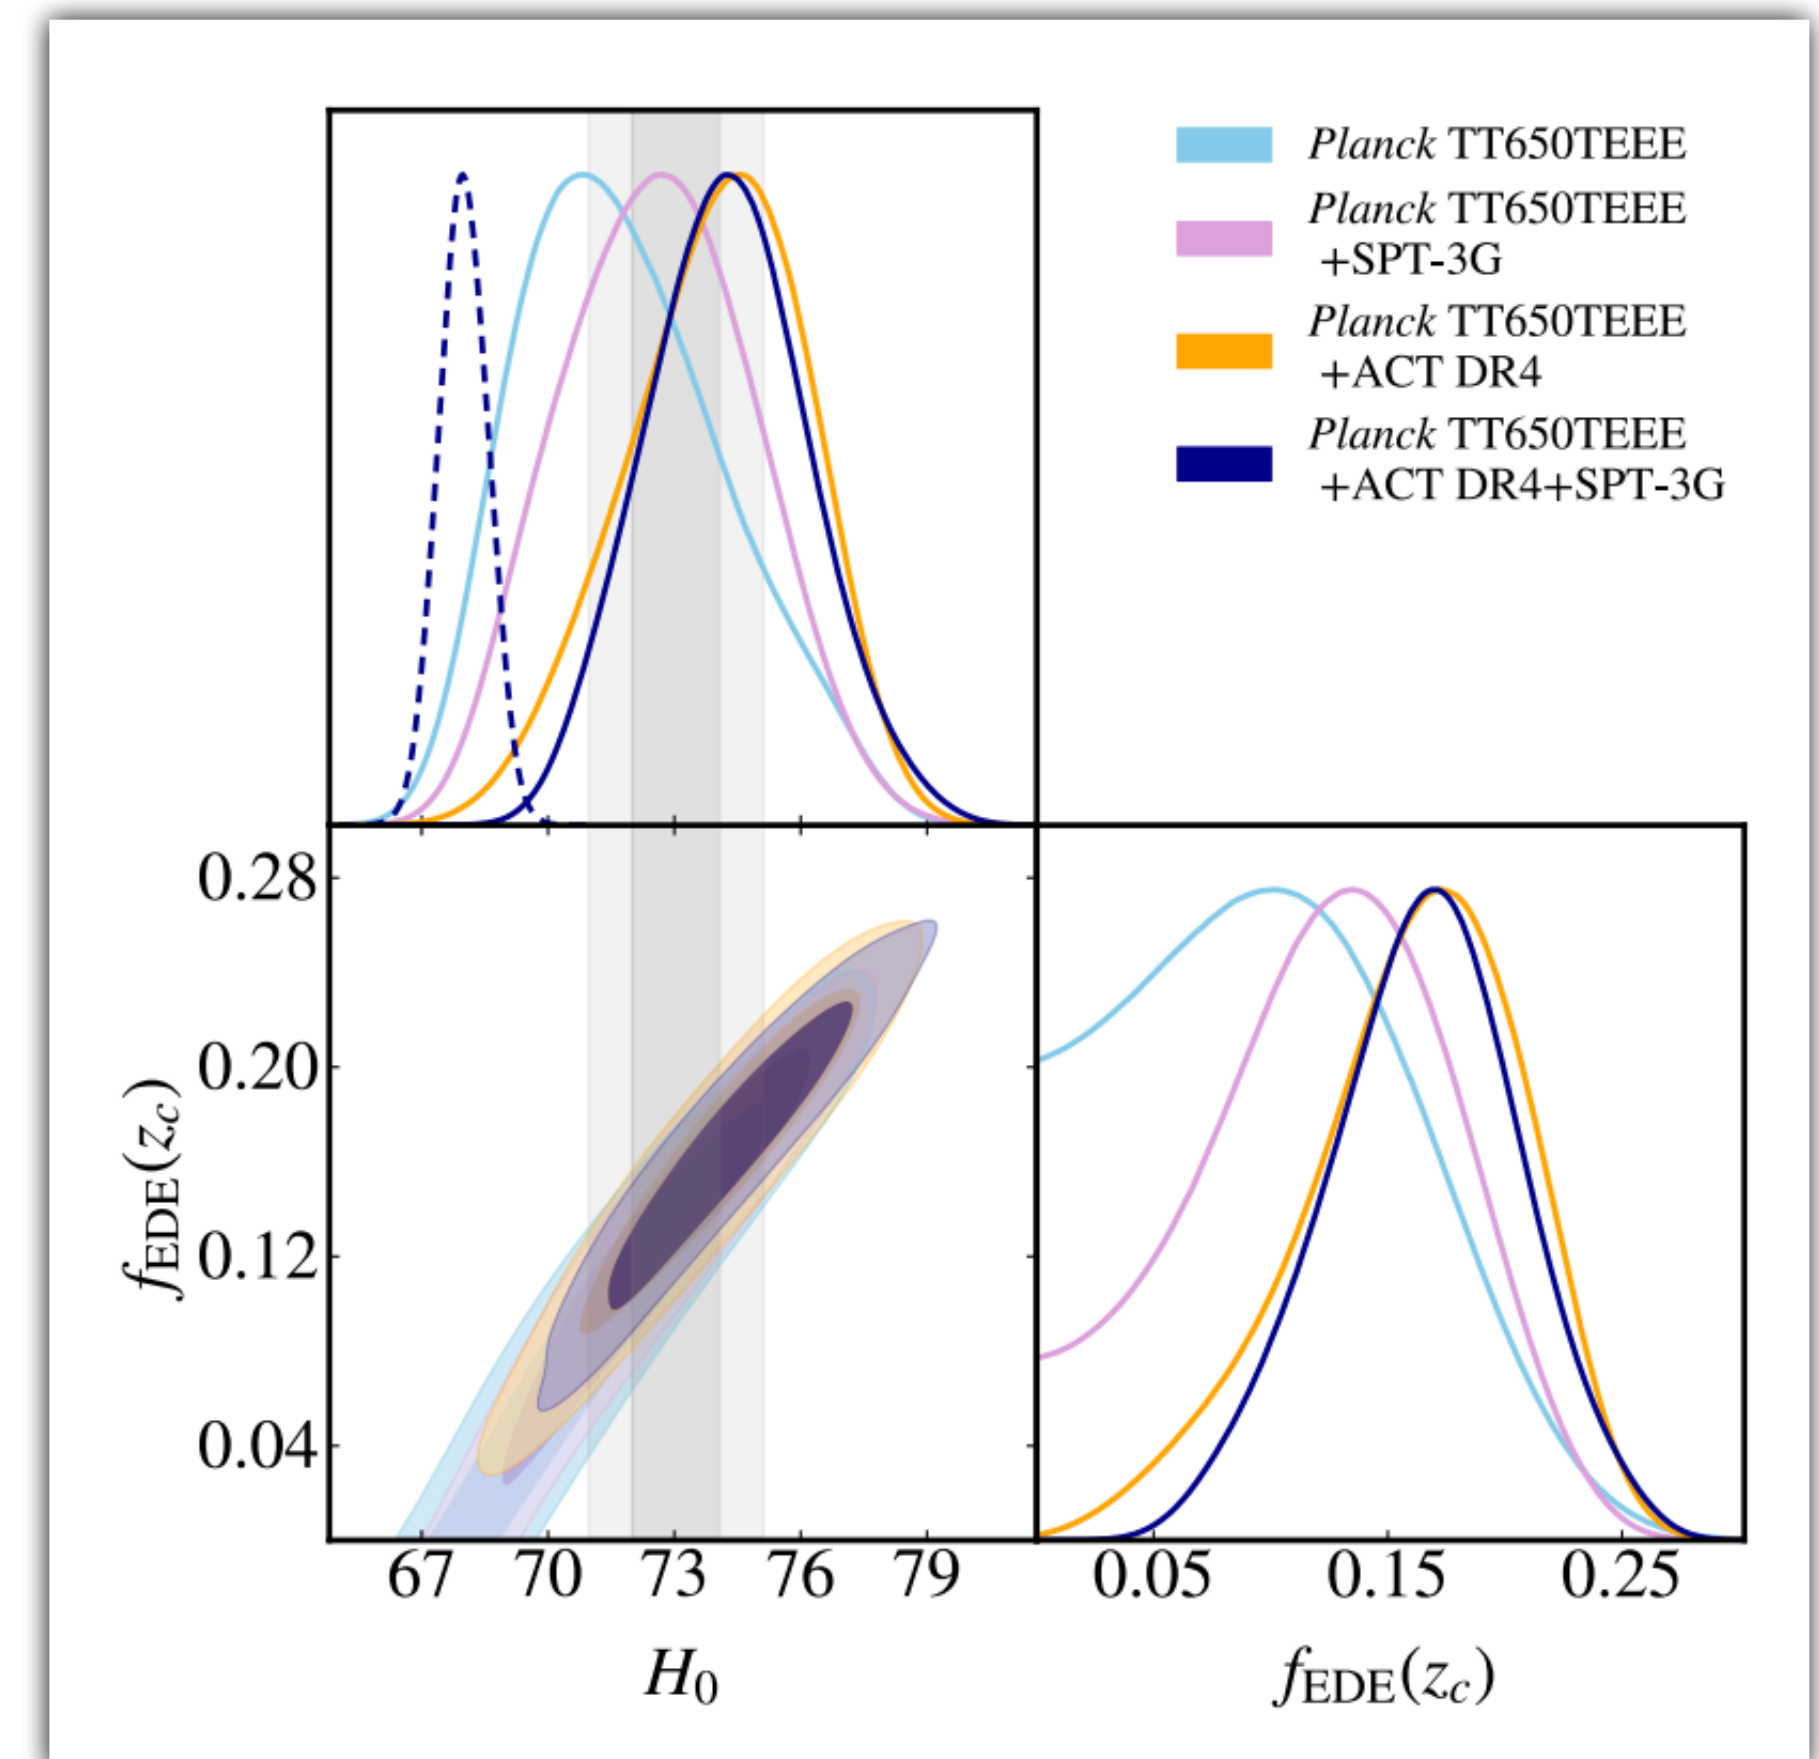 Planck TT650TEEE
Planck TT650TEEE
+SPT-3G
Planck TT650TEEE
+ACT DR4
Planck TT650TEEE
+ACT DR4+SPT-3G
0.28
0.20
0.12
0.04
fEDE(zc)
67 70 73 76 79
H0
0.05 0.15 0.25
fEDE(zc)